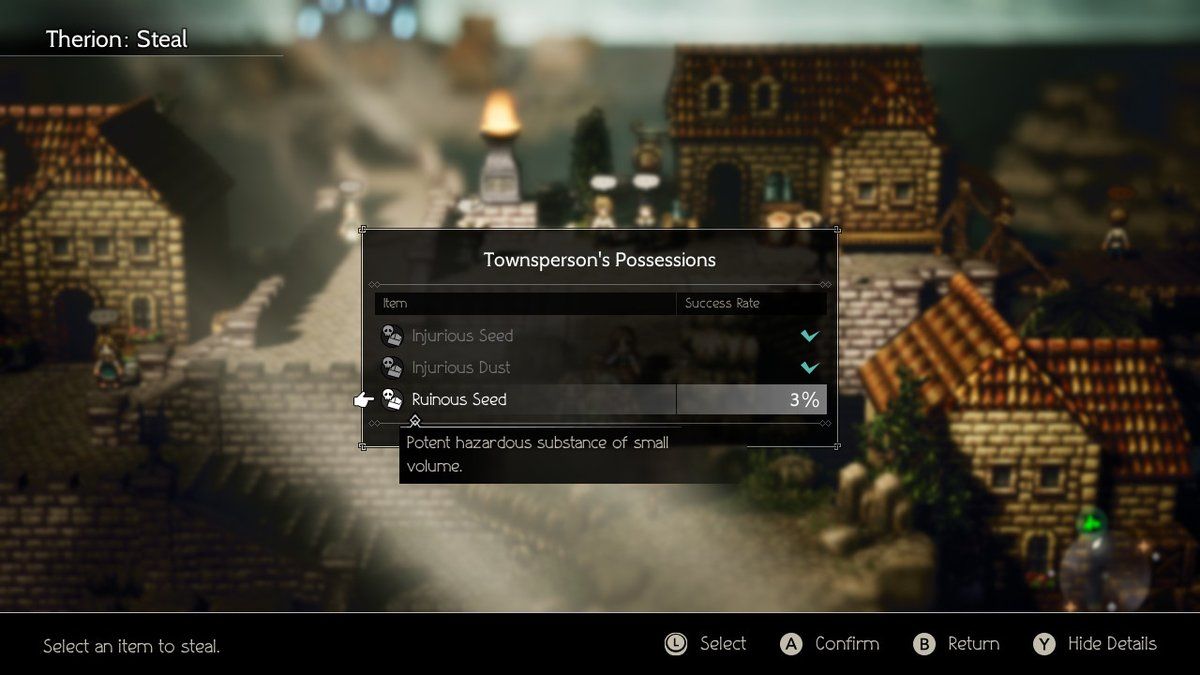 Therion: Steal
Townsperson's Possessions
Item Success Rate
Injurious Seed
Injurious Dust
Ruinous Seed 3%
Potent hazardous substance of small
volume.
Select an item to steal.
L Select A Confirm B Return Y Hide Details